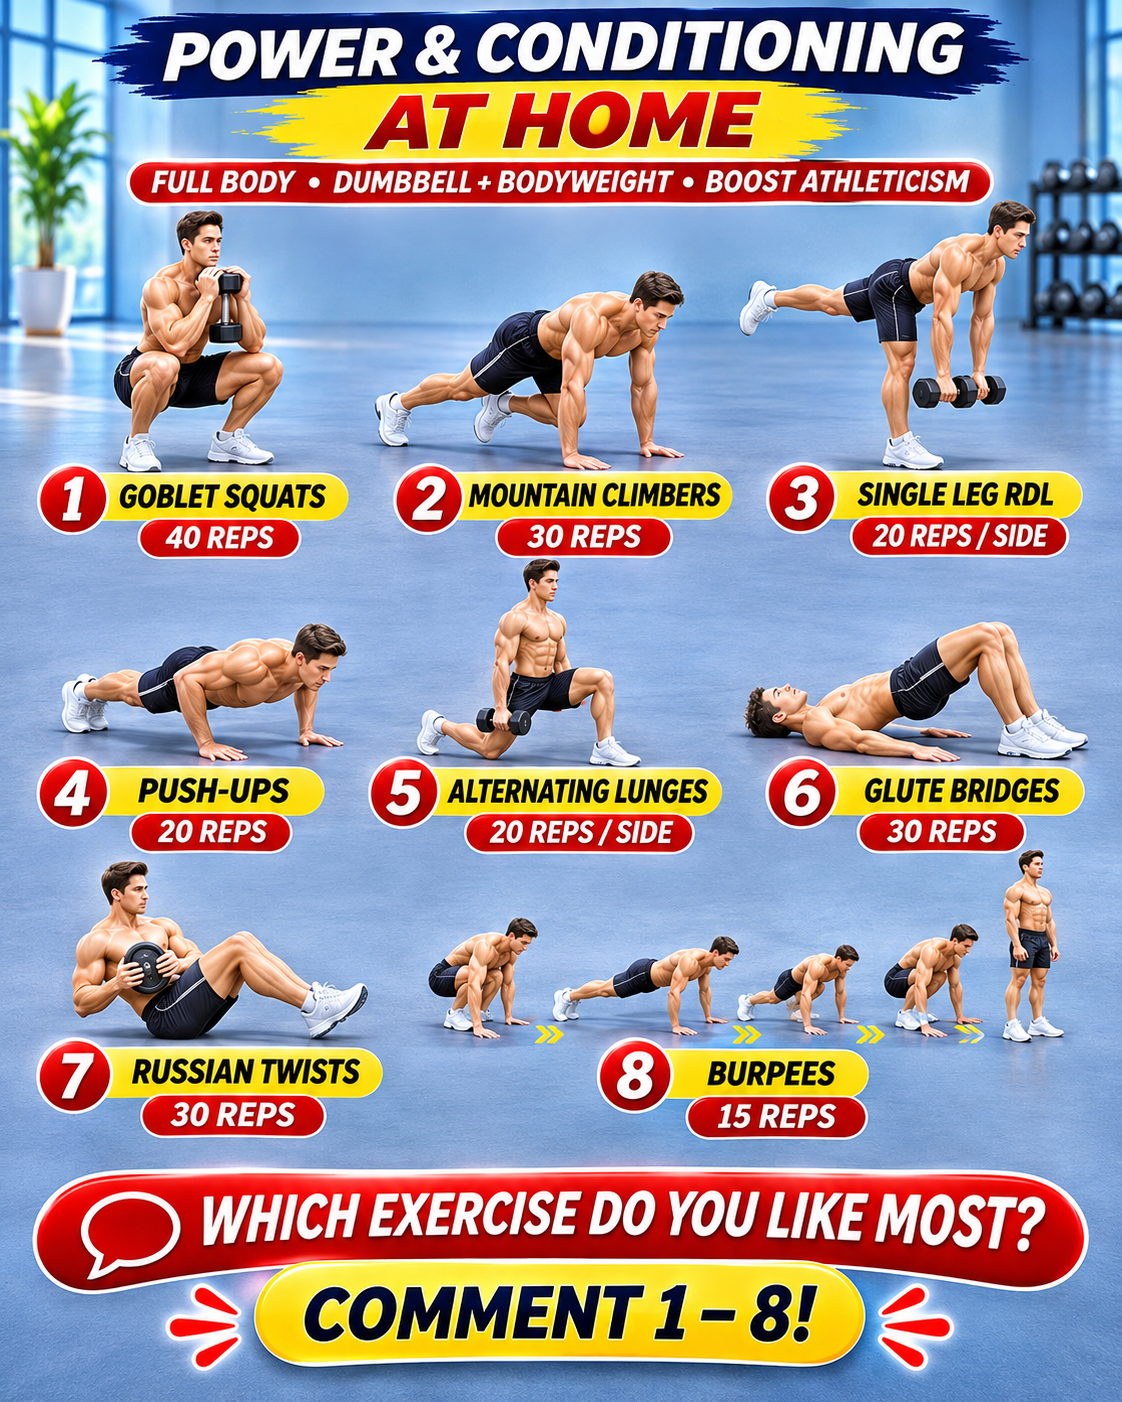 POWER & CONDITIONING
AT HOME
FULL BODY • DUMBBELL + BODYWEIGHT • BOOST ATHLETICISM
1 GOBLET SQUATS
40 REPS
2 MOUNTAIN CLIMBERS
30 REPS
3 SINGLE LEG RDL
20 REPS / SIDE
4 PUSH-UPS
20 REPS
5 ALTERNATING LUNGES
20 REPS / SIDE
6 GLUTE BRIDGES
30 REPS
7 RUSSIAN TWISTS
30 REPS
8 BURPEES
15 REPS
WHICH EXERCISE DO YOU LIKE MOST?
COMMENT 1 – 8!